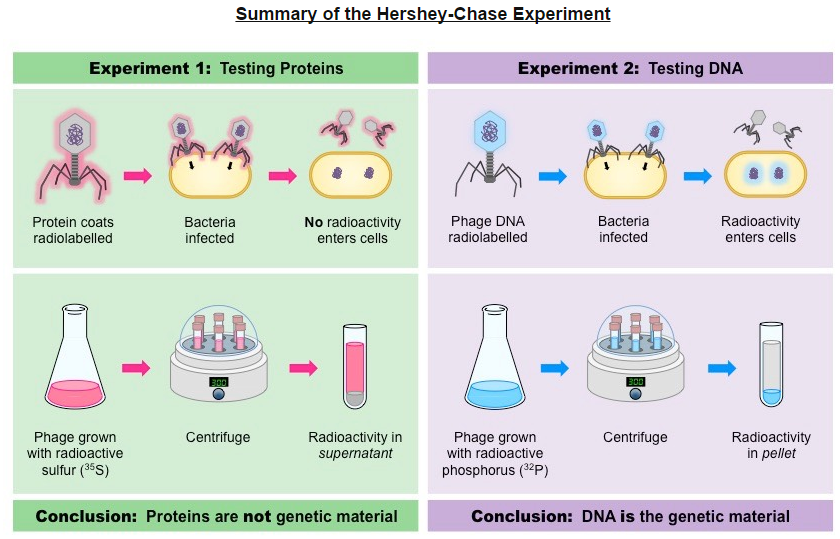 Summary of the Hershey-Chase Experiment
Experiment 1: Testing Proteins
Protein coats
radiolabelled
Bacteria
infected
No radioactivity
enters cells
300
Phage grown
with radioactive
sulfur (³⁵S)
Centrifuge
Radioactivity in
supernatant
Conclusion: Proteins are not genetic material
Experiment 2: Testing DNA
Phage DNA
radiolabelled
Bacteria
infected
Radioactivity
enters cells
300
Phage grown
with radioactive
phosphorus (³²P)
Centrifuge
Radioactivity
in pellet
Conclusion: DNA is the genetic material